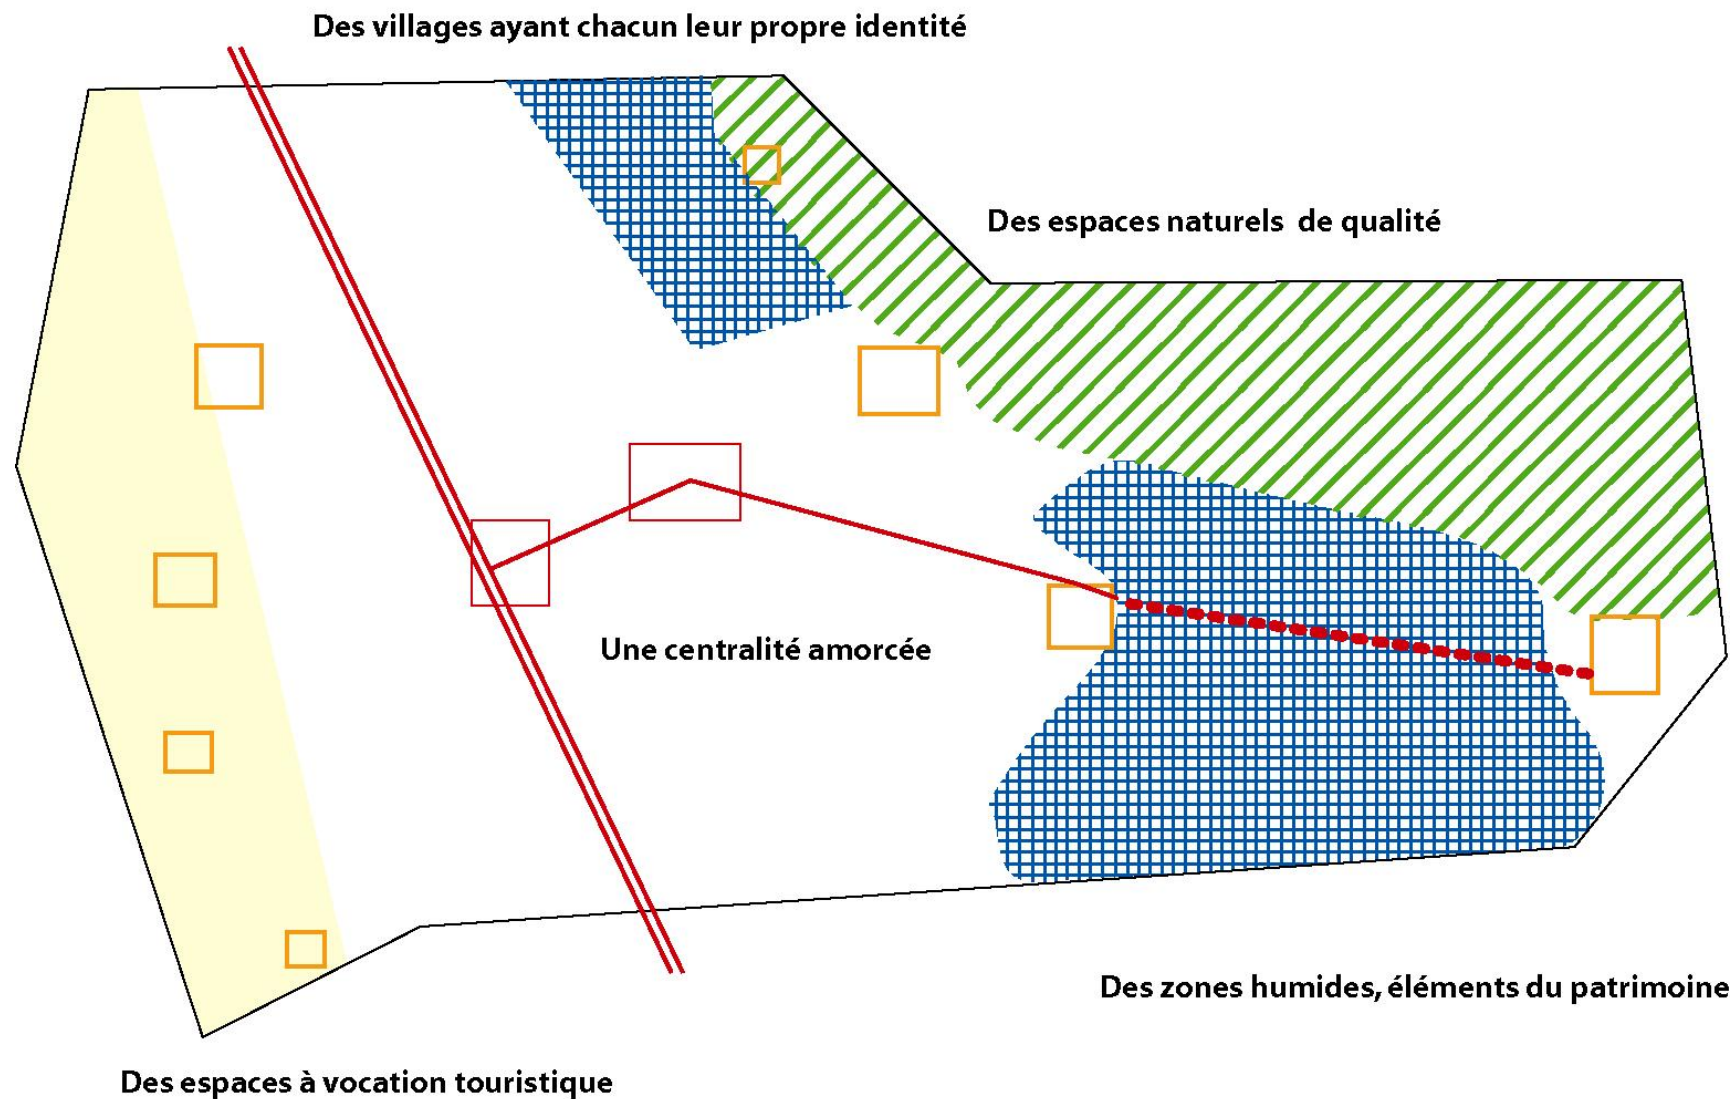 Des villages ayant chacun leur propre identité
Des espaces naturels de qualité
Une centralité amorcée
Des zones humides, éléments du patrimoine
Des espaces à vocation touristique